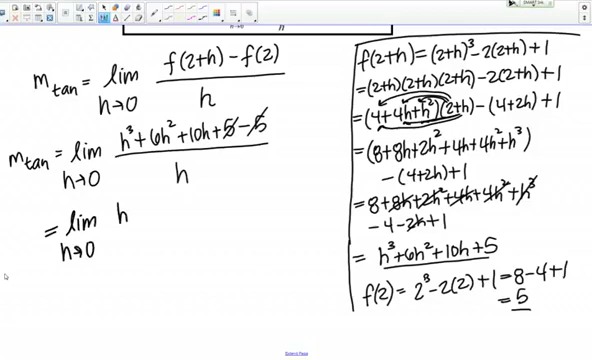 m_tan = lim h→0 f(2+h) - f(2) / h
m_tan = lim h→0 h³+6h²+10h+5-5 / h
= lim h→0 h
f(2+h) = (2+h)³ - 2(2+h) + 1
= (2+h)(2+h)(2+h) - 2(2+h) + 1
= (4+4h+h²)(2+h) - (4+2h) + 1
= (8+8h+2h²+4h+4h²+h³)
- (4+2h) + 1
= 8+8h+2h²+4h+4h²+h³
- 4 - 2h + 1
= h³+6h²+10h+5
f(2) = 2³ - 2(2) + 1 = 8 - 4 + 1
= 5